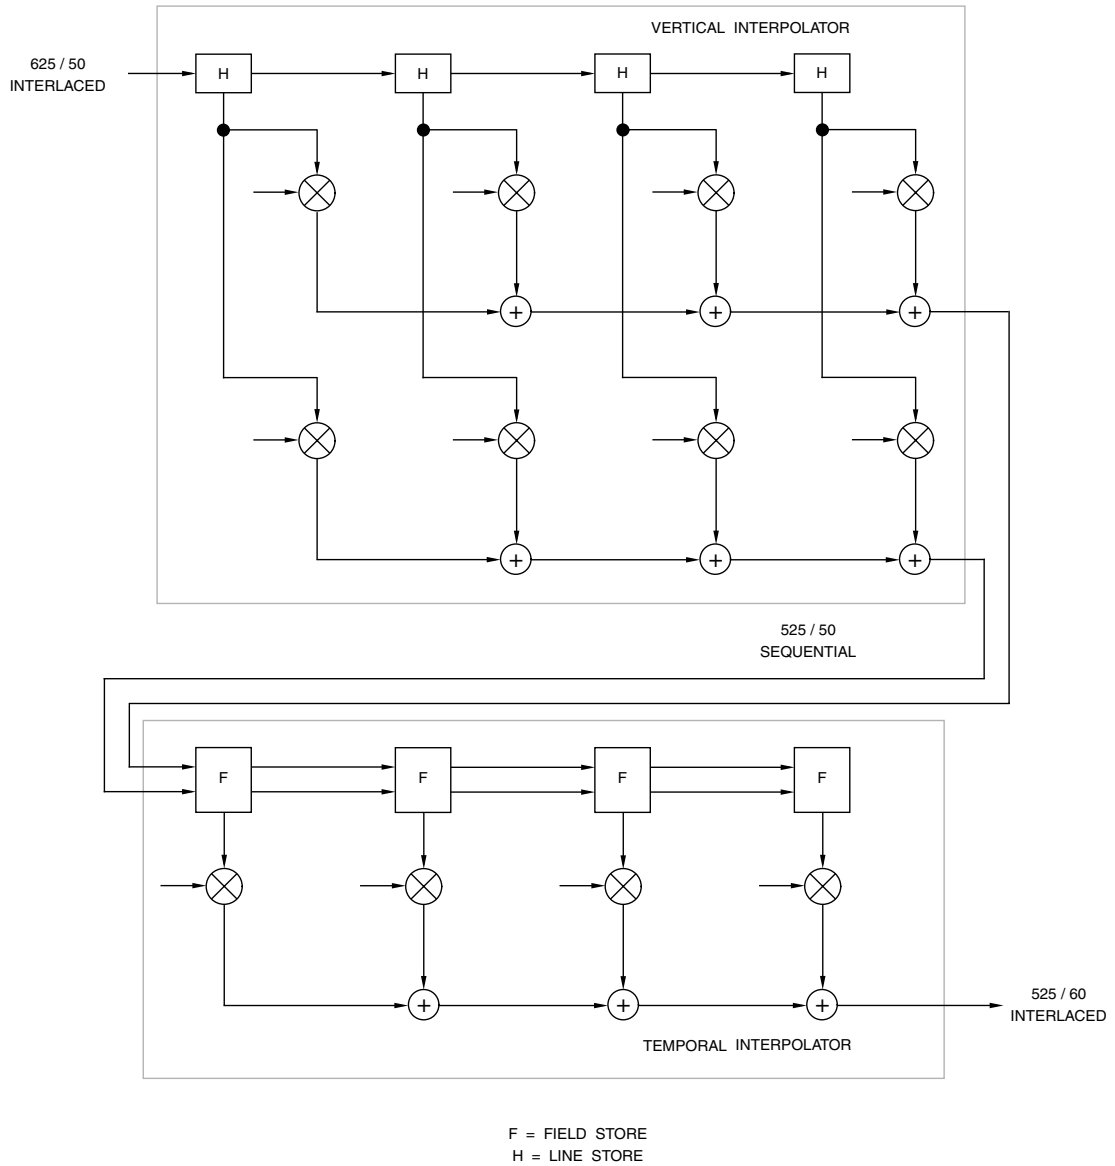 VERTICAL INTERPOLATOR
625 / 50
INTERLACED
H H H H
+ + +
+ + +
525 / 50
SEQUENTIAL
F F F F
+ + +
525 / 60
INTERLACED
TEMPORAL INTERPOLATOR
F = FIELD STORE
H = LINE STORE